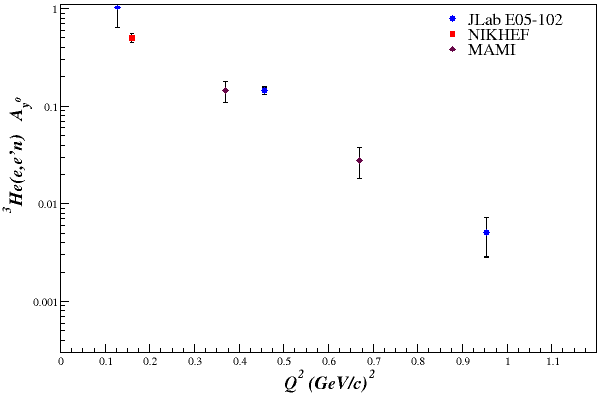 1
0.1
0.01
0.001
³He(e,e'n) A_y⁰
JLab E05-102
NIKHEF
MAMI
0 0.1 0.2 0.3 0.4 0.5 0.6 0.7 0.8 0.9 1 1.1
Q² (GeV/c)²